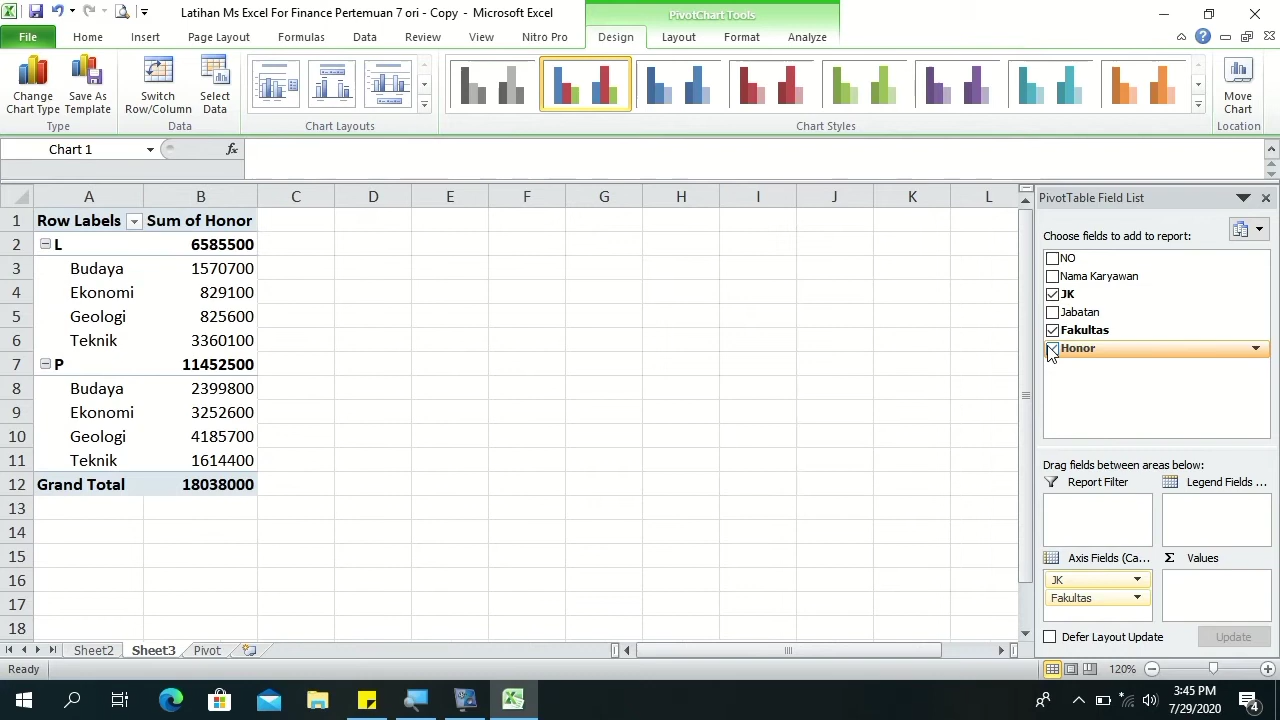 Latihan Ms Excel For Finance Pertemuan 7 ori - Copy - Microsoft Excel
PivotChart Tools
File Home Insert Page Layout Formulas Data Review View Nitro Pro Design Layout Format Analyze
Change Chart Type
Save As Template
Switch Row/Column
Select Data
Move Chart
Type Data Chart Layouts Chart Styles Location
Chart 1 fx
A B C D E F G H I J K L
1 Row Labels Sum of Honor
2 L 6585500
3 Budaya 1570700
4 Ekonomi 829100
5 Geologi 825600
6 Teknik 3360100
7 P 11452500
8 Budaya 2399800
9 Ekonomi 3252600
10 Geologi 4185700
11 Teknik 1614400
12 Grand Total 18038000
13
14
15
16
17
18
PivotTable Field List
Choose fields to add to report:
NO
Nama Karyawan
JK
Jabatan
Fakultas
Honor
Drag fields between areas below:
Report Filter Legend Fields ...
Axis Fields (Ca... Σ Values
JK
Fakultas
Defer Layout Update Update
Sheet2 Sheet3 Pivot
Ready 120%
3:45 PM
7/29/2020
4